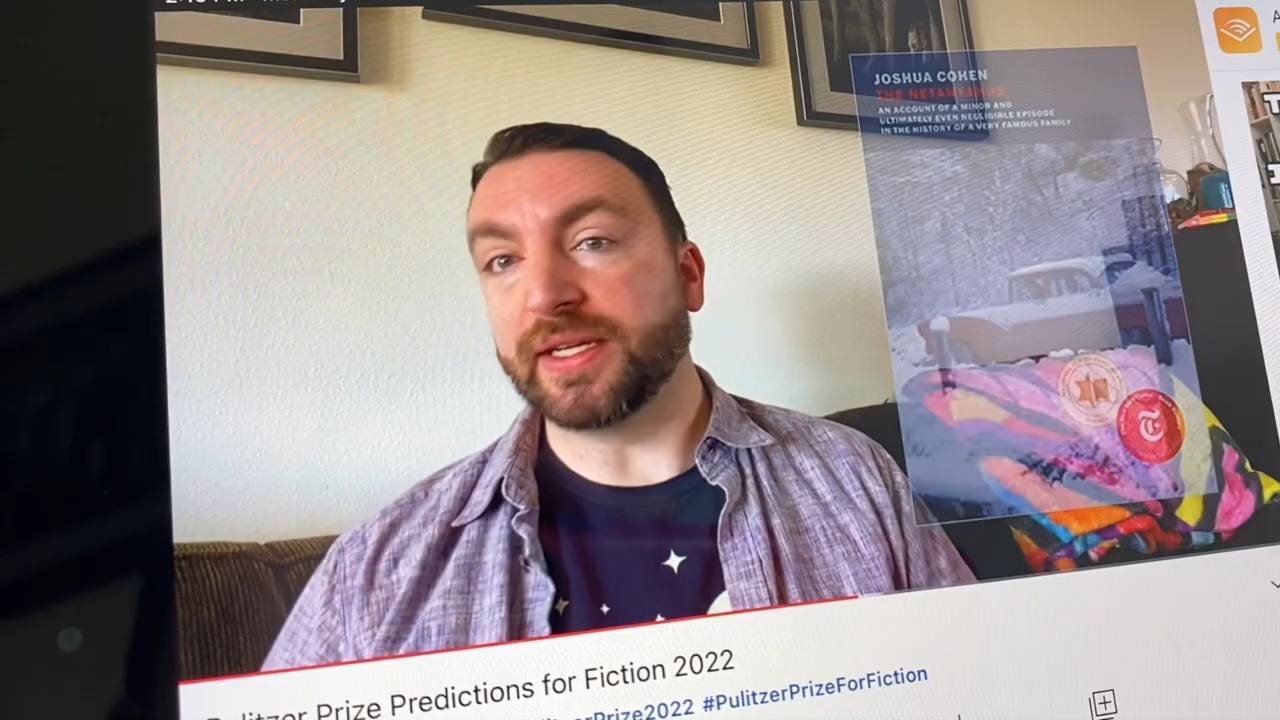 JOSHUA COHEN
THE NETANYAHUS
AN ACCOUNT OF A MINOR AND
ULTIMATELY EVEN NEGLIGIBLE EPISODE
IN THE HISTORY OF A VERY FAMOUS FAMILY
Pulitzer Prize Predictions for Fiction 2022
#PulitzerPrizeForFiction